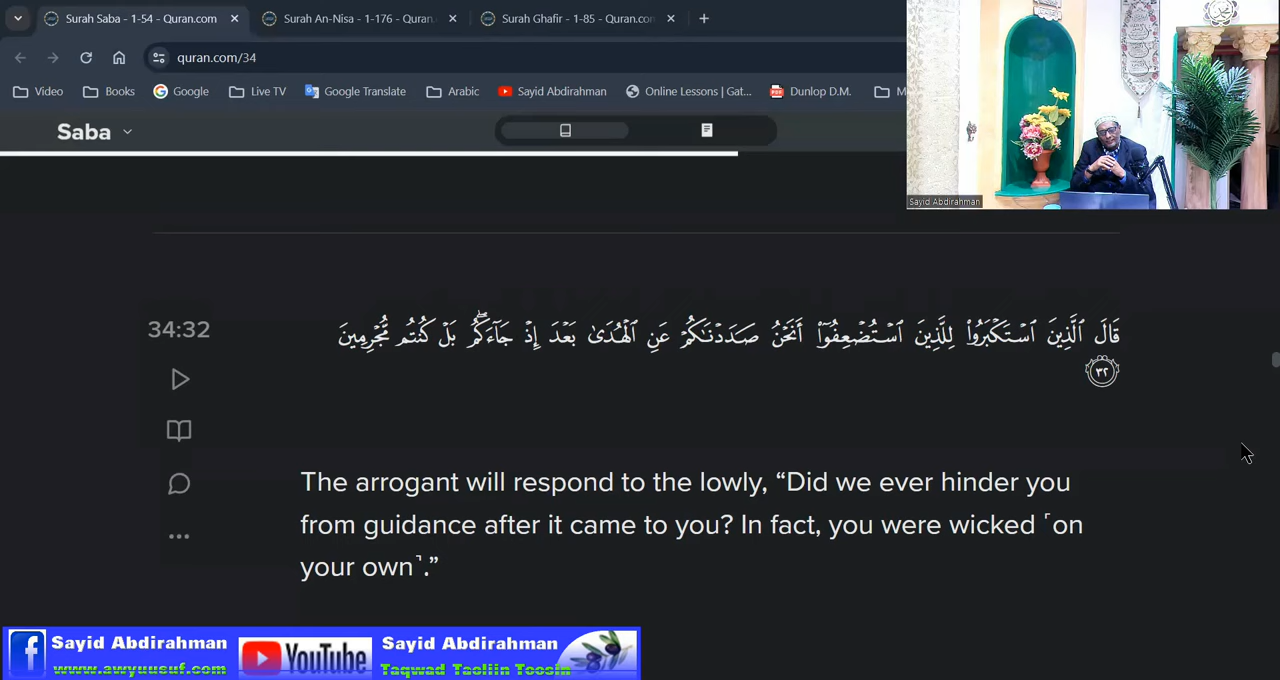 Surah Saba - 1-54 - Quran.com
Surah An-Nisa - 1-176 - Quran.
Surah Ghafir - 1-85 - Quran.com
quran.com/34
Video
Books
Google
Live TV
Google Translate
Arabic
Sayid Abdirahman
Online Lessons | Gat...
Dunlop D.M.
Saba
Sayid Abdirahman
34:32
قَالَ ٱلَّذِينَ ٱسْتَكْبَرُوا۟ لِلَّذِينَ ٱسْتُضْعِفُوٓا۟ أَنَحْنُ صَدَدْنَـٰكُمْ عَنِ ٱلْهُدَىٰ بَعْدَ إِذْ جَآءَكُم ۖ بَلْ كُنتُم مُّجْرِمِينَ
٣٢
The arrogant will respond to the lowly, “Did we ever hinder you
from guidance after it came to you? In fact, you were wicked ˹on
your own˺.”
Sayid Abdirahman
www.awyuusuf.com
YouTube
Sayid Abdirahman
Taqwad Taoliin Toosin